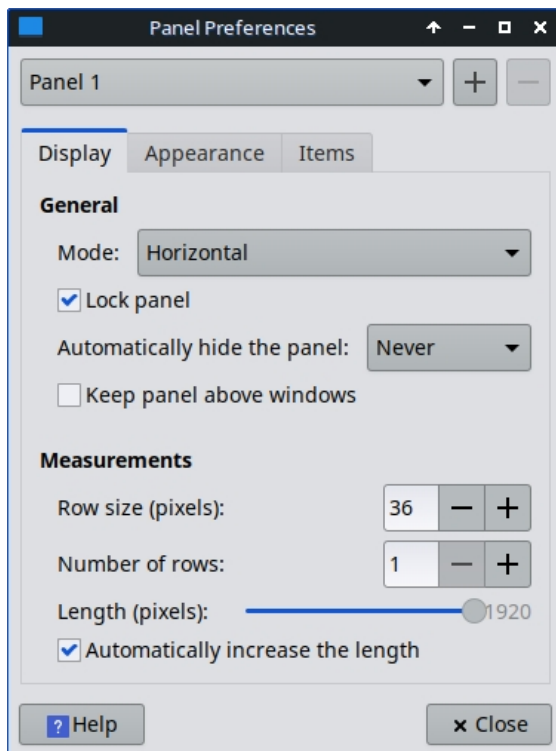 Panel Preferences
Panel 1
Display Appearance Items
General
Mode: Horizontal
Lock panel
Automatically hide the panel: Never
Keep panel above windows
Measurements
Row size (pixels): 36
Number of rows: 1
Length (pixels): 1920
Automatically increase the length
? Help × Close